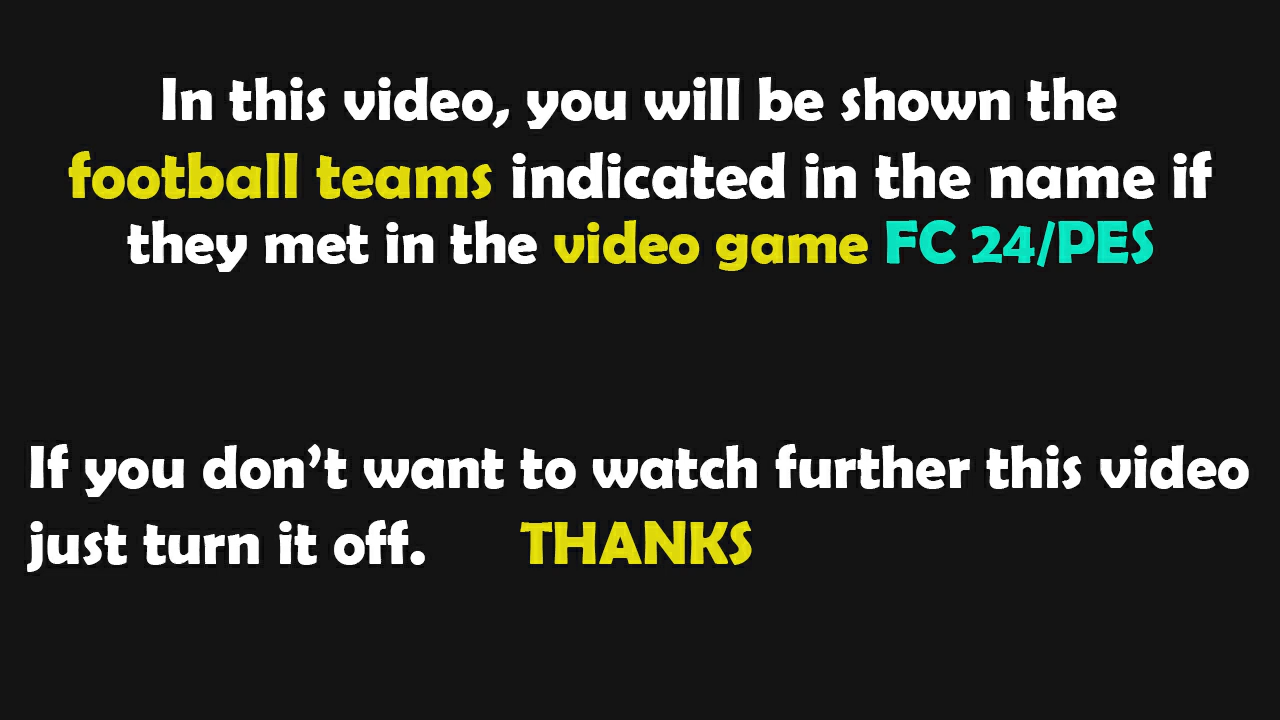 In this video, you will be shown the
football teams indicated in the name if
they met in the video game FC 24/PES
If you don't want to watch further this video
just turn it off. THANKS